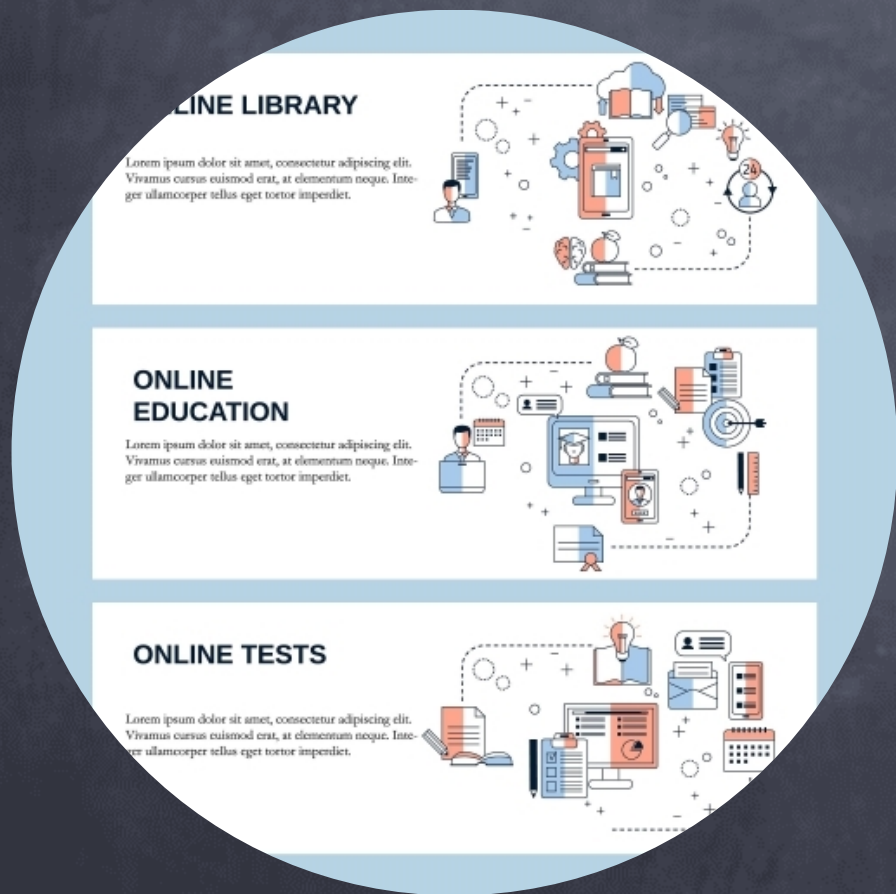 LINE LIBRARY
Lorem ipsum dolor sit amet, consectetur adipiscing elit.
Vivamus cursus euismod erat, at elementum neque. Inte-
ger ullamcorper tellus eget tortor imperdiet.
24
ONLINE
EDUCATION
Lorem ipsum dolor sit amet, consectetur adipiscing elit.
Vivamus cursus euismod erat, at elementum neque. Inte-
ger ullamcorper tellus eget tortor imperdiet.
ONLINE TESTS
Lorem ipsum dolor sit amet, consectetur adipiscing elit.
Vivamus cursus euismod erat, at elementum neque. Inte-
ger ullamcorper tellus eget tortor imperdiet.